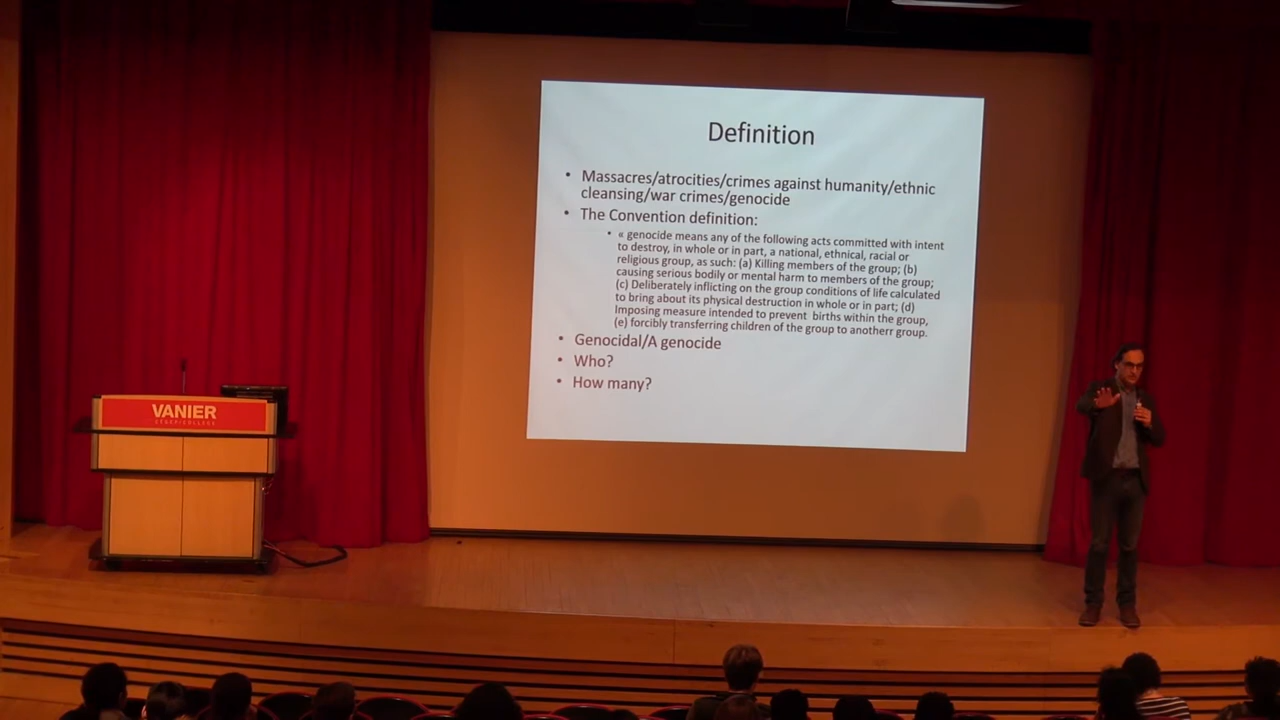 Definition
• Massacres/atrocities/crimes against humanity/ethnic
cleansing/war crimes/genocide
• The Convention definition:
• « genocide means any of the following acts committed with intent
to destroy, in whole or in part, a national, ethnical, racial or
religious group, as such: (a) Killing members of the group; (b)
causing serious bodily or mental harm to members of the group;
(c) Deliberately inflicting on the group conditions of life calculated
to bring about its physical destruction in whole or in part; (d)
Imposing measure intended to prevent births within the group,
(e) forcibly transferring children of the group to anotherr group.
• Genocidal/A genocide
• Who?
• How many?
VANIER